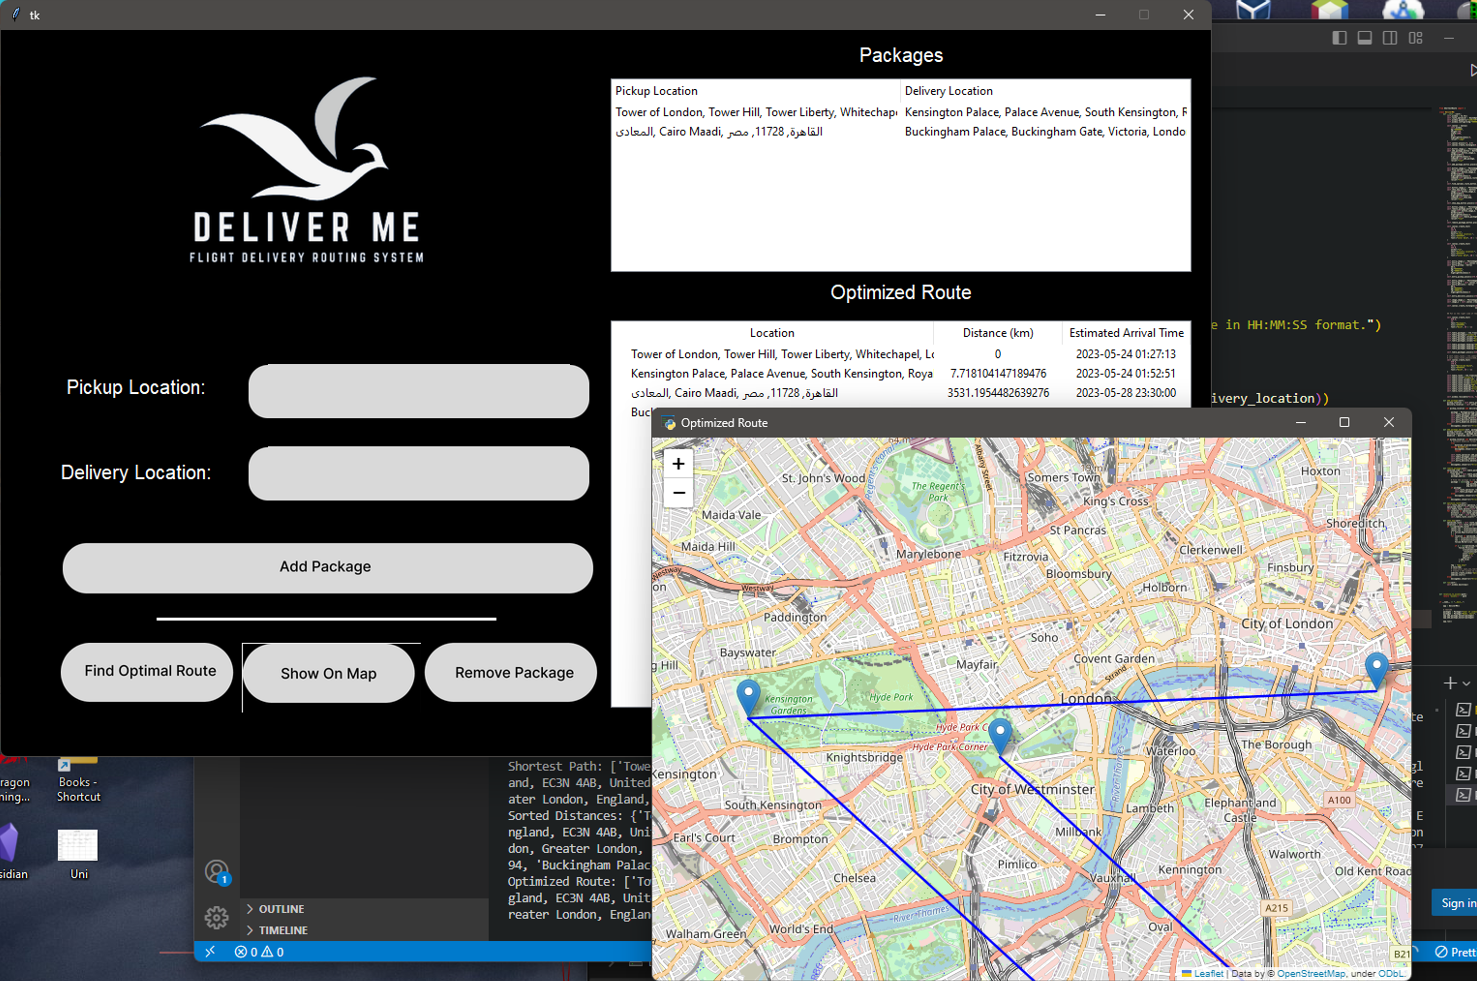 tk
DELIVER ME
FLIGHT DELIVERY ROUTING SYSTEM
Pickup Location:
Delivery Location:
Add Package
Find Optimal Route
Show On Map
Remove Package
Packages
Pickup Location Delivery Location
Tower of London, Tower Hill, Tower Liberty, Whitechape Kensington Palace, Palace Avenue, South Kensington, R
المعادى, Cairo Maadi, القاهرة, 11728, مصر Buckingham Palace, Buckingham Gate, Victoria, Londo
Optimized Route
Location Distance (km) Estimated Arrival Time
Tower of London, Tower Hill, Tower Liberty, Whitechapel, Lo 0 2023-05-24 01:27:13
Kensington Palace, Palace Avenue, South Kensington, Roya 7.718104147189476 2023-05-24 01:52:51
المعادى, Cairo Maadi, القاهرة, 11728, مصر 3531.1954482639276 2023-05-28 23:30:00
Buc
e in HH:MM:SS format.")
ivery_location))
Optimized Route
+
−
St. John's Wood
The Regent's
Park
Albany Street
Somers Town
Hoxton
King's Cross
Maida Vale
St Pancras
Shoreditch
Maida Hill
Marylebone
Fitzrovia
Clerkenwell
Westway
Westway
Bloomsbury
Finsbury
Holborn
Paddington
Soho
City of London
Bayswater
Mayfair
Covent Garden
g Hill
Strand
Kensington
Gardens
Hyde Park
London
Hyde Park C
Hyde Park Corner
Knightsbridge
Waterloo
The Borough
Kensington
City of Westminster
South Kensington
Lambeth
Elephant and
Castle
A100
Earl's Court
Brompton
Millbank
Pimlico
Walworth
Chelsea
Vauxhall
Kennington
Old Kent Road
River Thames
River Thames
A215
Walham Green
World's End
Oval
B21
Leaflet | Data by © OpenStreetMap, under ODbL.
ragon
ning...
Books -
Shortcut
sidian
Uni
1
OUTLINE
TIMELINE
0 0
Shortest Path: ['Towe
and, EC3N 4AB, United
ater London, England,
Sorted Distances: {'T
ngland, EC3N 4AB, Uni
don, Greater London,
94, 'Buckingham Palac
Optimized Route: ['To
gland, EC3N 4AB, Unit
reater London, Englan
Sign in
Prett